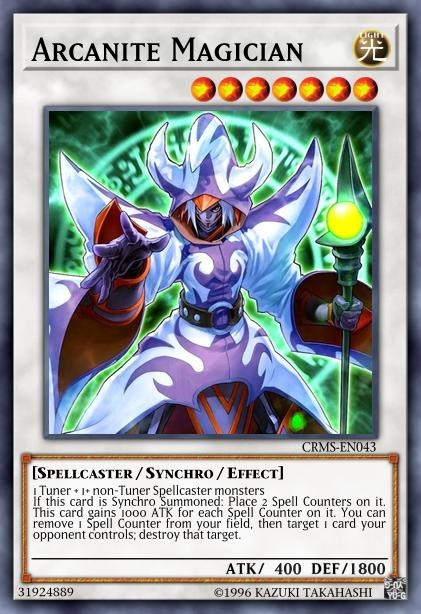 ARCANITE MAGICIAN
LIGHT
光
CRMS-EN043
[SPELLCASTER / SYNCHRO / EFFECT]
1 Tuner + 1+ non-Tuner Spellcaster monsters
If this card is Synchro Summoned: Place 2 Spell Counters on it.
This card gains 1000 ATK for each Spell Counter on it. You can
remove 1 Spell Counter from your field, then target 1 card your
opponent controls; destroy that target.
ATK/ 400 DEF/1800
31924889
©1996 KAZUKI TAKAHASHI